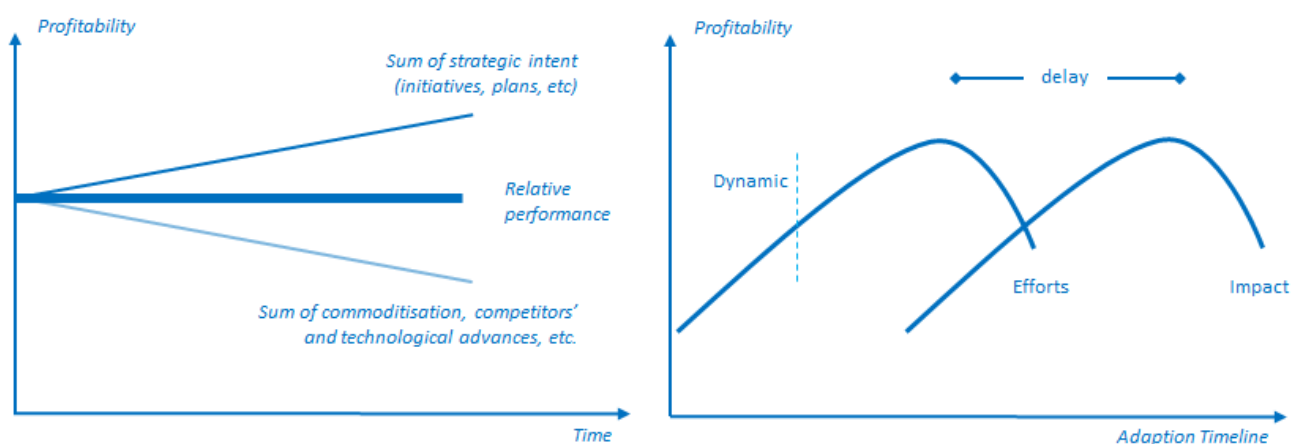 Profitability
Sum of strategic intent
(initiatives, plans, etc)
Relative
performance
Sum of commoditisation, competitors'
and technological advances, etc.
Time
Profitability
delay
Dynamic
Efforts
Impact
Adaption Timeline